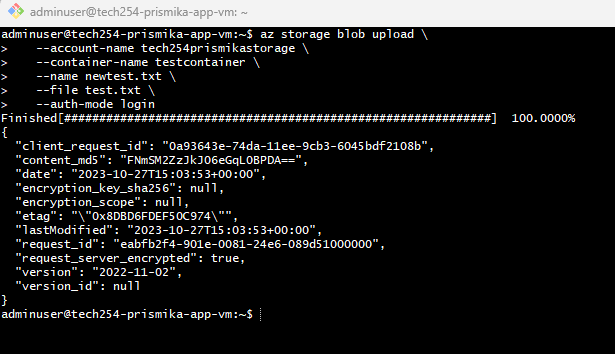 adminuser@tech254-prismika-app-vm: ~
adminuser@tech254-prismika-app-vm:~$ az storage blob upload \
>    --account-name tech254prismikastorage \
>    --container-name testcontainer \
>    --name newtest.txt \
>    --file test.txt \
>    --auth-mode login
Finished[#############################################################]  100.0000%
{
  "client_request_id": "0a93643e-74da-11ee-9cb3-6045bdf2108b",
  "content_md5": "FNmSM2ZzJkJO6eGqLOBPDA==",
  "date": "2023-10-27T15:03:53+00:00",
  "encryption_key_sha256": null,
  "encryption_scope": null,
  "etag": "\"0x8DBD6FDEF50C974\"",
  "lastModified": "2023-10-27T15:03:53+00:00",
  "request_id": "eabfb2f4-901e-0081-24e6-089d51000000",
  "request_server_encrypted": true,
  "version": "2022-11-02",
  "version_id": null
}
adminuser@tech254-prismika-app-vm:~$